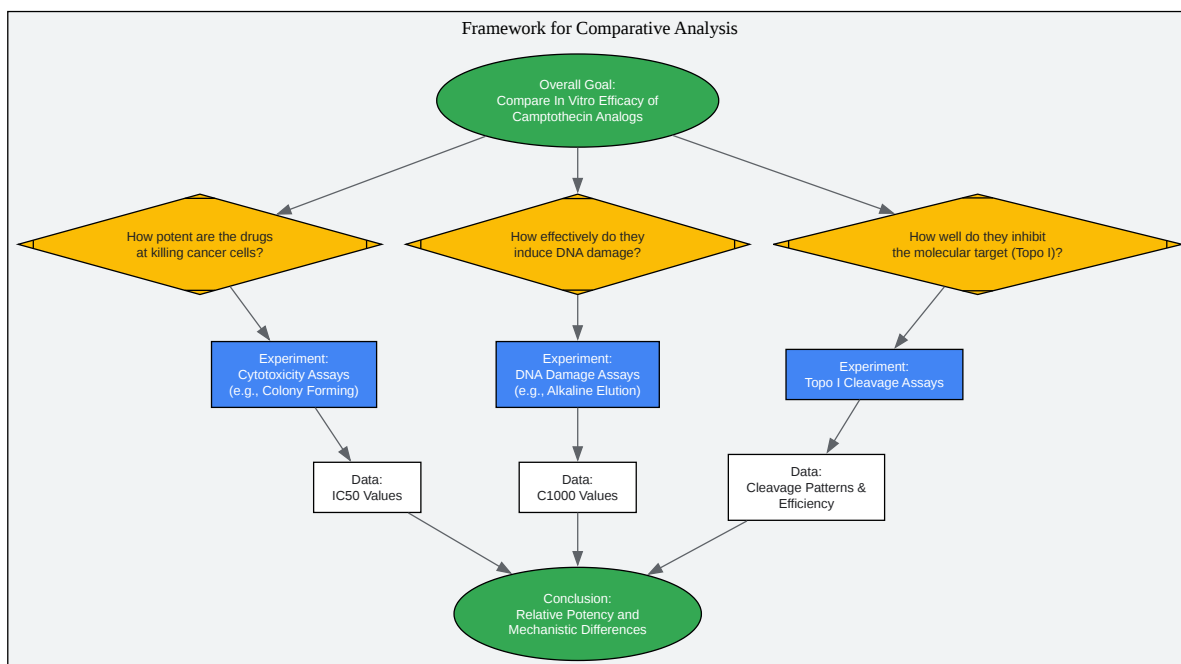 Framework for Comparative Analysis
Overall Goal:
Compare In Vitro Efficacy of
Camptothecin Analogs
How potent are the drugs
at killing cancer cells?
How effectively do they
induce DNA damage?
How well do they inhibit
the molecular target (Topo I)?
Experiment:
Cytotoxicity Assays
(e.g., Colony Forming)
Experiment:
DNA Damage Assays
(e.g., Alkaline Elution)
Experiment:
Topo I Cleavage Assays
Data:
IC50 Values
Data:
C1000 Values
Data:
Cleavage Patterns &
Efficiency
Conclusion:
Relative Potency and
Mechanistic Differences